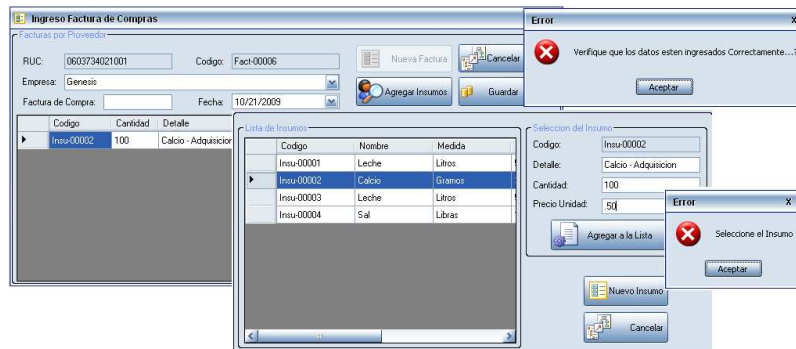 Ingreso Factura de Compras
Facturas por Proveedor
RUC: 0603734021001 Codigo: Fact-00006
Nueva Factura
Cancelar
Empresa: Genesis
Factura de Compra: Fecha: 10/21/2009
Agregar Insumos
Guardar
Codigo Cantidad Detalle
Insu-00002 100 Calcio - Adquisicion
Error x
Verifique que los datos esten ingresados Correctamente...?
Aceptar
Lista de Insumos
Codigo Nombre Medida
Insu-00001 Leche Litros
Insu-00002 Calcio Gramos
Insu-00003 Leche Litros
Insu-00004 Sal Libras
Seleccion del Insumo
Codigo: Insu-00002
Detalle: Calcio - Adquisicion
Cantidad: 100
Precio Unidad: .50
Agregar a la Lista
Nuevo Insumo
Cancelar
Error x
Seleccione el Insumo
Aceptar